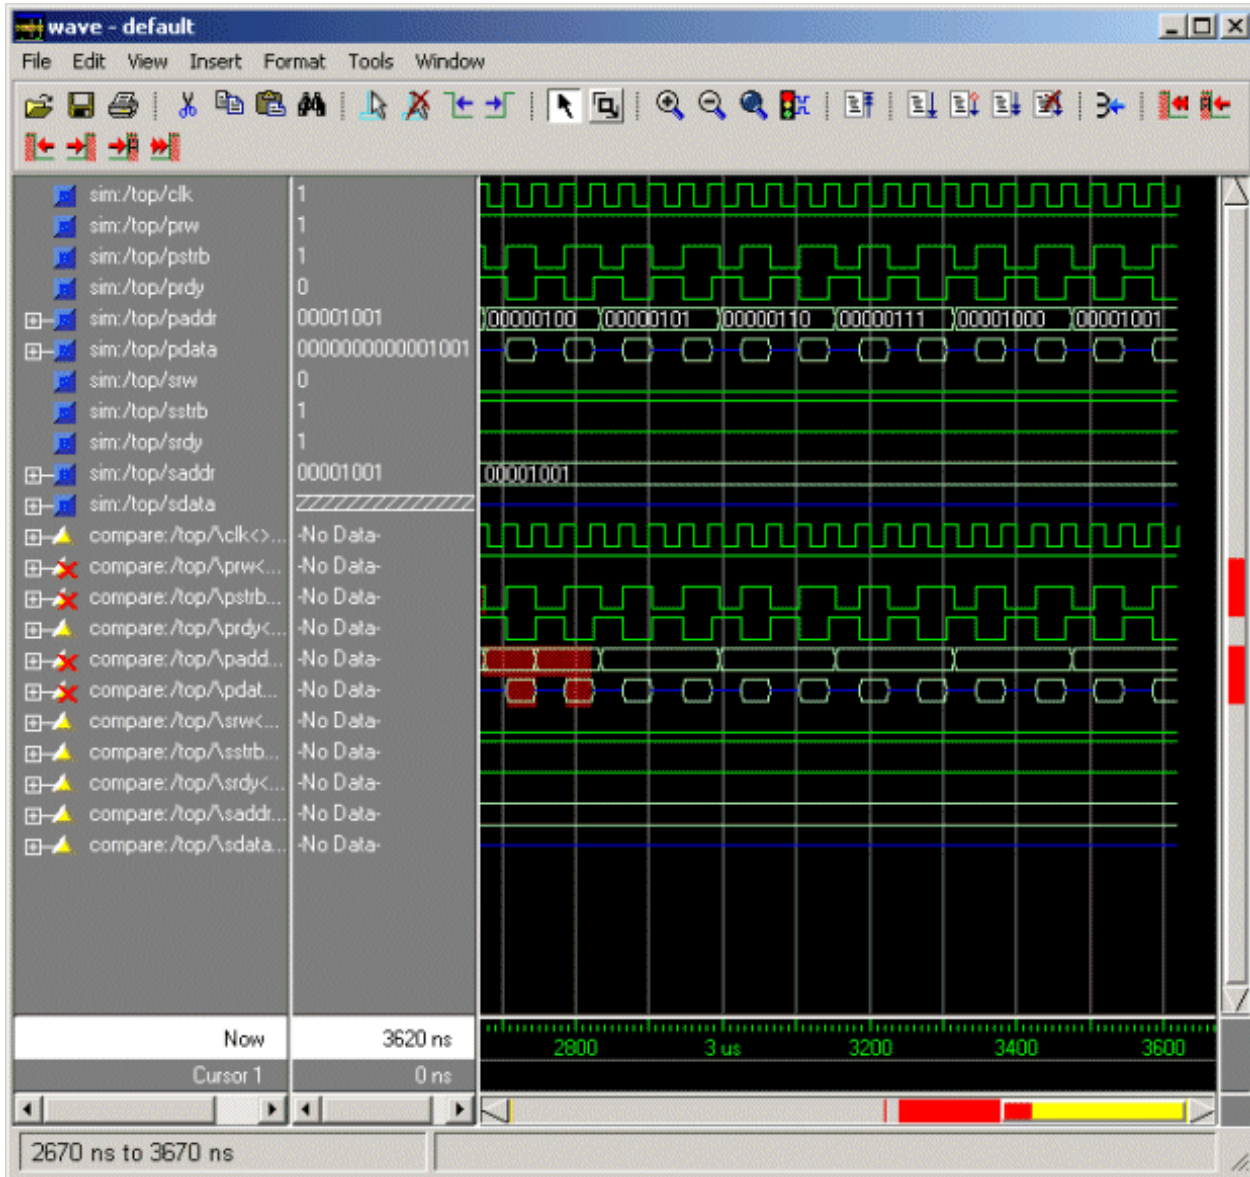 wave - default
File Edit View Insert Format Tools Window
sim:/top/clk 1
sim:/top/prw 1
sim:/top/pstrb 1
sim:/top/prdy 0
sim:/top/paddr 00001001 00000100 00000101 00000110 00000111 00001000 00001001
sim:/top/pdata 0000000000001001
sim:/top/srw 0
sim:/top/sstrb 1
sim:/top/srdy 1
sim:/top/saddr 00001001 00001001
sim:/top/sdata
compare:/top/\clk<>... -No Data-
compare:/top/\prw<... -No Data-
compare:/top/\pstrb... -No Data-
compare:/top/\prdy<... -No Data-
compare:/top/\padd... -No Data-
compare:/top/\pdat... -No Data-
compare:/top/\srw<... -No Data-
compare:/top/\sstrb... -No Data-
compare:/top/\srdy<... -No Data-
compare:/top/\saddr... -No Data-
compare:/top/\sdata... -No Data-
Now 3620 ns 2800 3 us 3200 3400 3600
Cursor 1 0 ns
2670 ns to 3670 ns